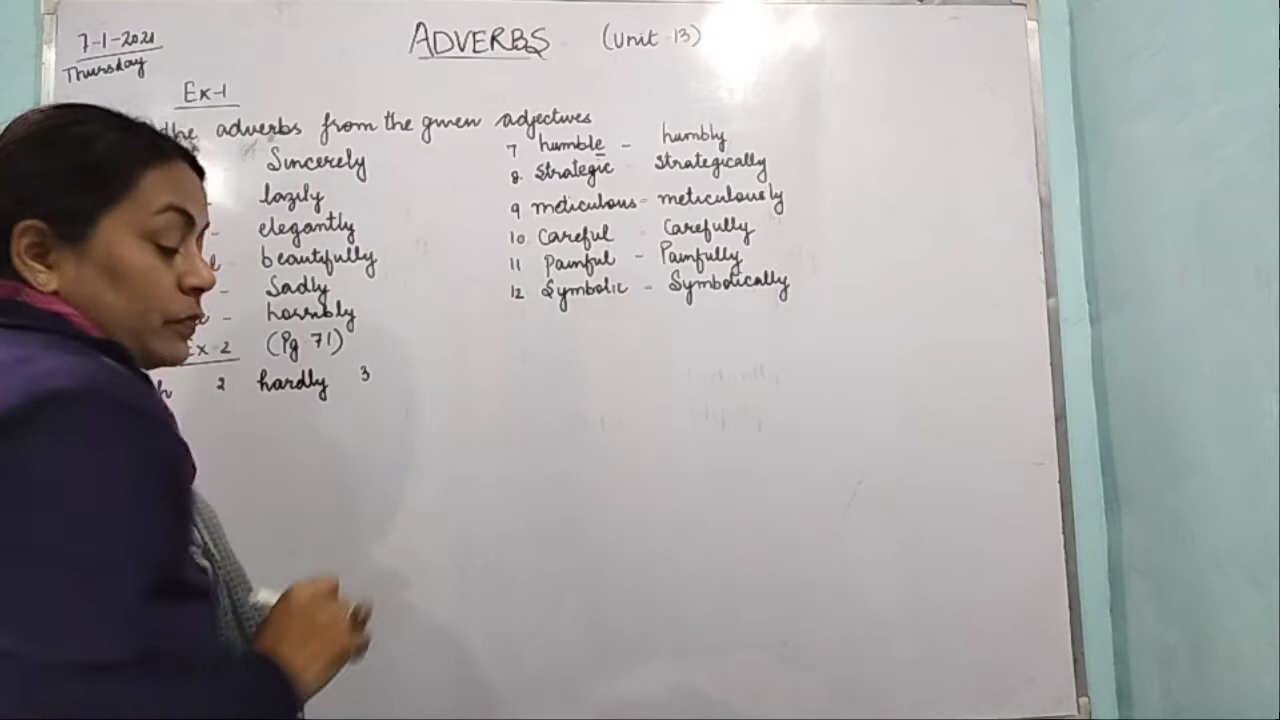 7-1-2021
Thursday
ADVERBS (Unit 13)
Ex-1
the adverbs from the given adjectives
Sincerely
- lazily
- elegantly
l beautifully
- Sadly
- horribly
Ex-2 (Pg 71)
h 2 hardly 3
7 humble - humbly
8. Strategic - Strategically
9 meticulous - meticulously
10 Careful - Carefully
11 Painful - Painfully
12 Symbolic - Symbolically